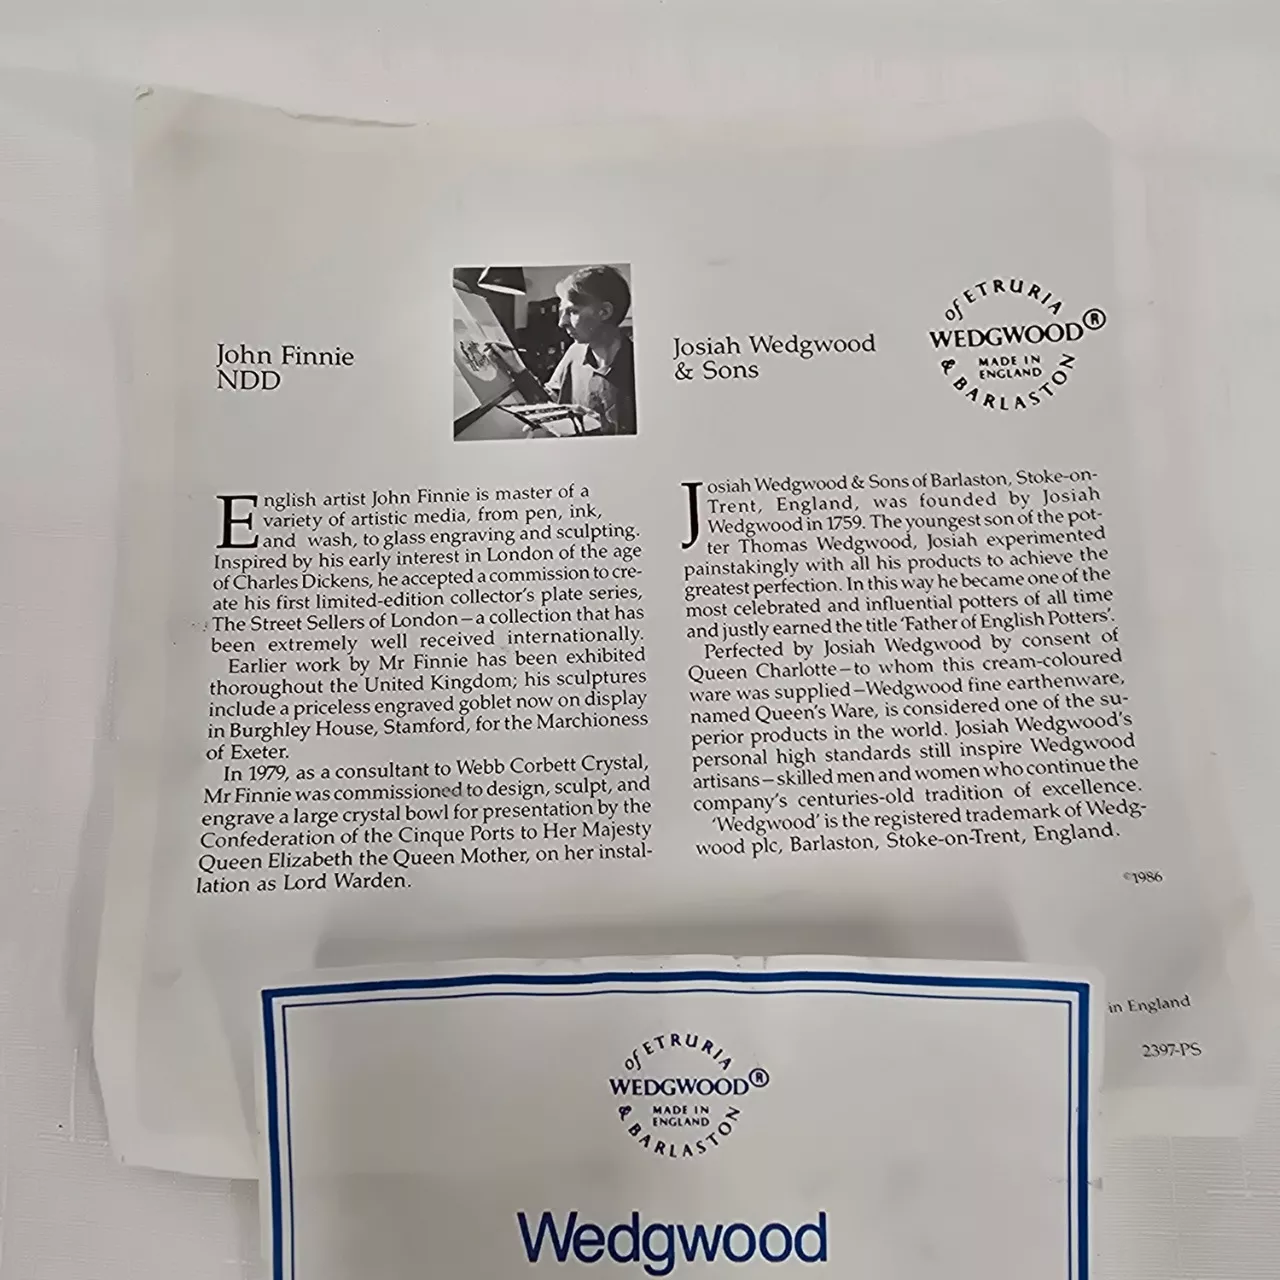 John Finnie
NDD
English artist John Finnie is master of a
variety of artistic media, from pen, ink,
and wash, to glass engraving and sculpting.
Inspired by his early interest in London of the age
of Charles Dickens, he accepted a commission to cre-
ate his first limited-edition collector's plate series,
The Street Sellers of London—a collection that has
been extremely well received internationally.
Earlier work by Mr Finnie has been exhibited
thoroughout the United Kingdom; his sculptures
include a priceless engraved goblet now on display
in Burghley House, Stamford, for the Marchioness
of Exeter.
In 1979, as a consultant to Webb Corbett Crystal,
Mr Finnie was commissioned to design, sculpt, and
engrave a large crystal bowl for presentation by the
Confederation of the Cinque Ports to Her Majesty
Queen Elizabeth the Queen Mother, on her instal-
lation as Lord Warden.
Josiah Wedgwood
& Sons
of ETRURIA
WEDGWOOD®
MADE IN
ENGLAND
& BARLASTON
Josiah Wedgwood & Sons of Barlaston, Stoke-on-
Trent, England, was founded by Josiah
Wedgwood in 1759. The youngest son of the pot-
ter Thomas Wedgwood, Josiah experimented
painstakingly with all his products to achieve the
greatest perfection. In this way he became one of the
most celebrated and influential potters of all time
and justly earned the title 'Father of English Potters'.
Perfected by Josiah Wedgwood by consent of
Queen Charlotte—to whom this cream-coloured
ware was supplied—Wedgwood fine earthenware,
named Queen's Ware, is considered one of the su-
perior products in the world. Josiah Wedgwood's
personal high standards still inspire Wedgwood
artisans—skilled men and women who continue the
company's centuries-old tradition of excellence.
'Wedgwood' is the registered trademark of Wedg-
wood plc, Barlaston, Stoke-on-Trent, England.
©1986
in England
2397-PS
of ETRURIA
WEDGWOOD®
MADE IN
ENGLAND
& BARLASTON
Wedgwood